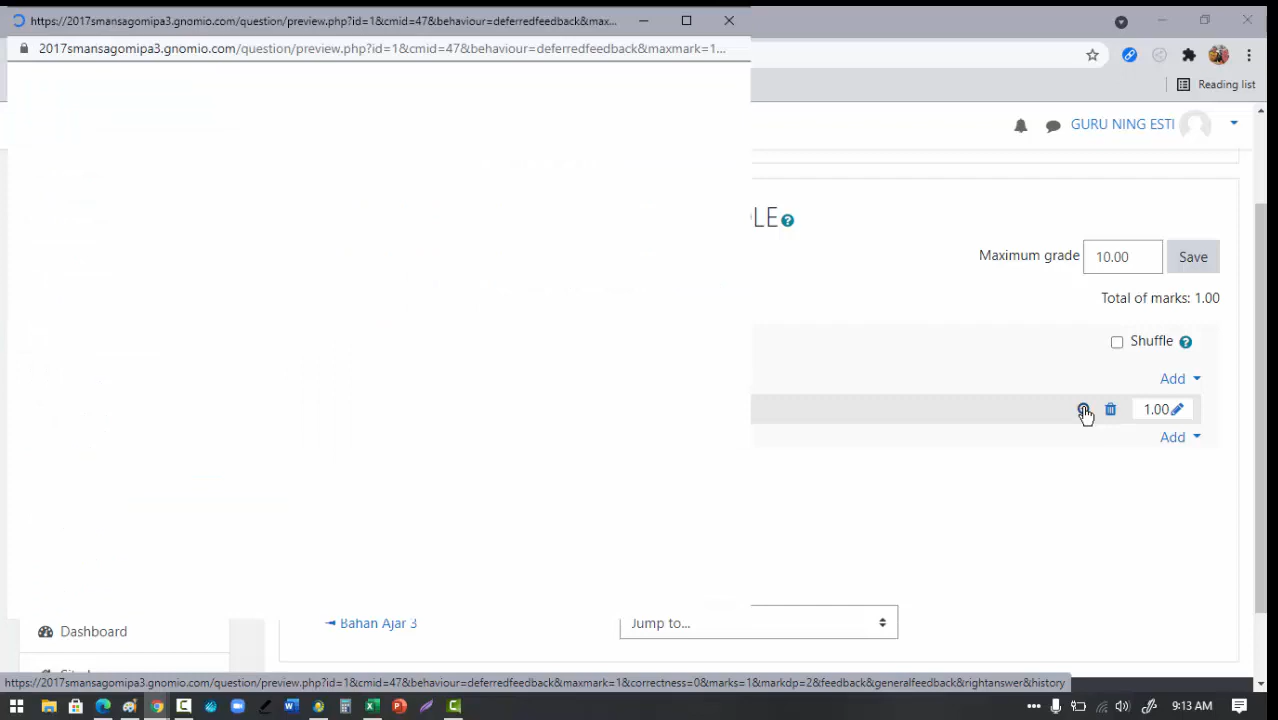 https://2017smansagomipa3.gnomio.com/question/preview.php?id=1&cmid=47&behaviour=deferredfeedback&max...
2017smansagomipa3.gnomio.com/question/preview.php?id=1&cmid=47&behaviour=deferredfeedback&maxmark=1...
Reading list
GURU NING ESTI
LE
Maximum grade 10.00 Save
Total of marks: 1.00
Shuffle
Add
1.00
Add
Bahan Ajar 3
Jump to...
Dashboard
https://2017smansagomipa3.gnomio.com/question/preview.php?id=1&cmid=47&behaviour=deferredfeedback&maxmark=1&correctness=0&marks=1&markdp=2&feedback&generalfeedback&rightanswer&history
9:13 AM